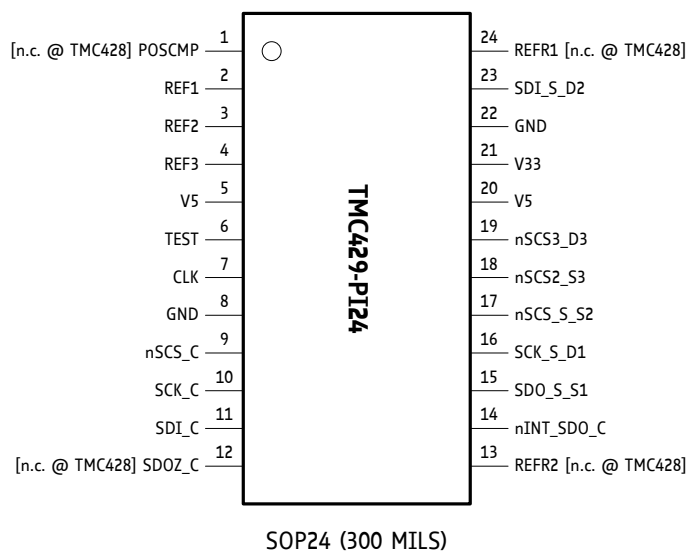 1 24
[n.c. @ TMC428] POSCMP REFR1 [n.c. @ TMC428]
2 23
REF1 SDI_S_D2
3 22
REF2 GND
4 21
REF3 V33
5 20
V5 V5
6 19
TEST nSCS3_D3
7 18
CLK nSCS2_S3
8 17
GND nSCS_S_S2
9 16
nSCS_C SCK_S_D1
10 15
SCK_C SDO_S_S1
11 14
SDI_C nINT_SDO_C
12 13
[n.c. @ TMC428] SDOZ_C REFR2 [n.c. @ TMC428]
TMC429-PI24
SOP24 (300 MILS)